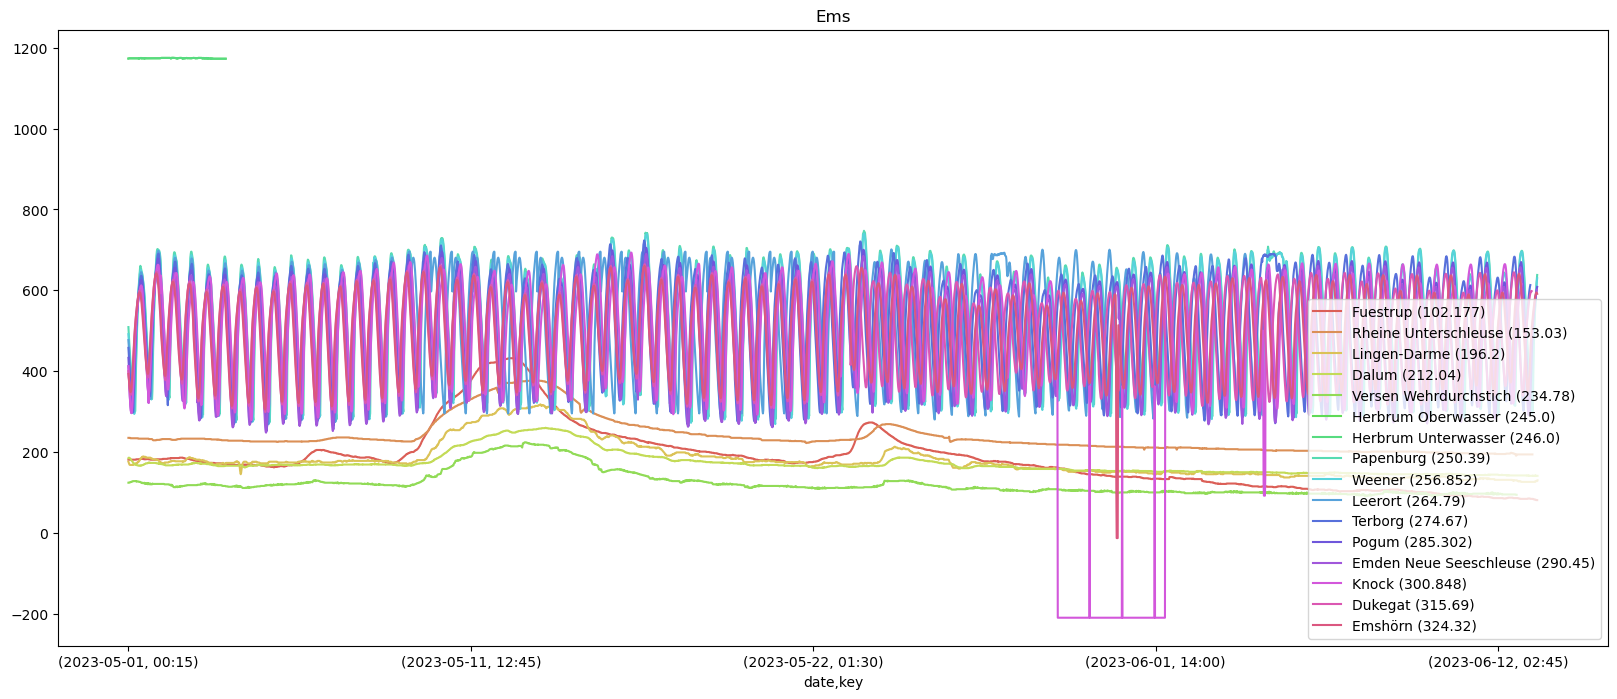 Ems
1200
1000
800
600
400
200
0
−200
(2023-05-01, 00:15)
(2023-05-11, 12:45)
(2023-05-22, 01:30)
(2023-06-01, 14:00)
(2023-06-12, 02:45)
date,key
Fuestrup (102.177)
Rheine Unterschleuse (153.03)
Lingen-Darme (196.2)
Dalum (212.04)
Versen Wehrdurchstich (234.78)
Herbrum Oberwasser (245.0)
Herbrum Unterwasser (246.0)
Papenburg (250.39)
Weener (256.852)
Leerort (264.79)
Terborg (274.67)
Pogum (285.302)
Emden Neue Seeschleuse (290.45)
Knock (300.848)
Dukegat (315.69)
Emshörn (324.32)